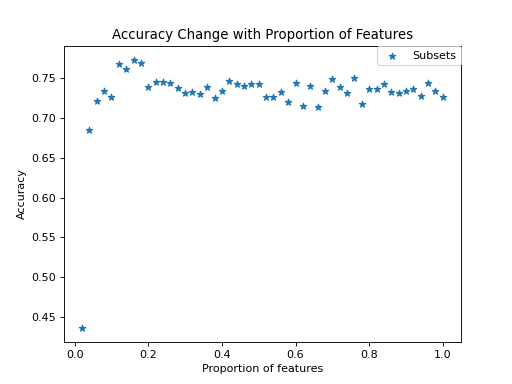 Accuracy Change with Proportion of Features
Subsets
0.75
0.70
0.65
0.60
0.55
0.50
0.45
Accuracy
0.0 0.2 0.4 0.6 0.8 1.0
Proportion of features